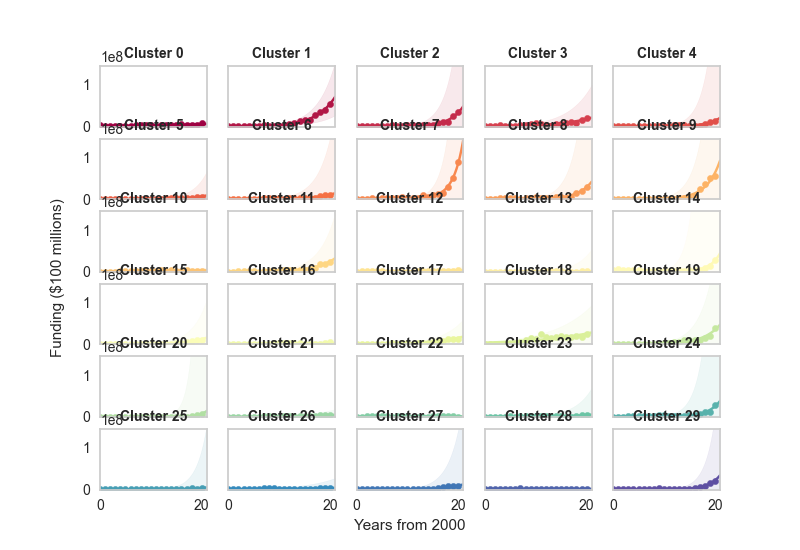 1e8
Cluster 0 Cluster 1 Cluster 2 Cluster 3 Cluster 4
1
0
1e8
Cluster 5 Cluster 6 Cluster 7 Cluster 8 Cluster 9
1
0
1e8
Cluster 10 Cluster 11 Cluster 12 Cluster 13 Cluster 14
1
0
1e8
Cluster 15 Cluster 16 Cluster 17 Cluster 18 Cluster 19
1
0
1e8
Cluster 20 Cluster 21 Cluster 22 Cluster 23 Cluster 24
1
0
1e8
Cluster 25 Cluster 26 Cluster 27 Cluster 28 Cluster 29
1
0
0 20 0 20 0 20 0 20 0 20
Years from 2000
Funding ($100 millions)